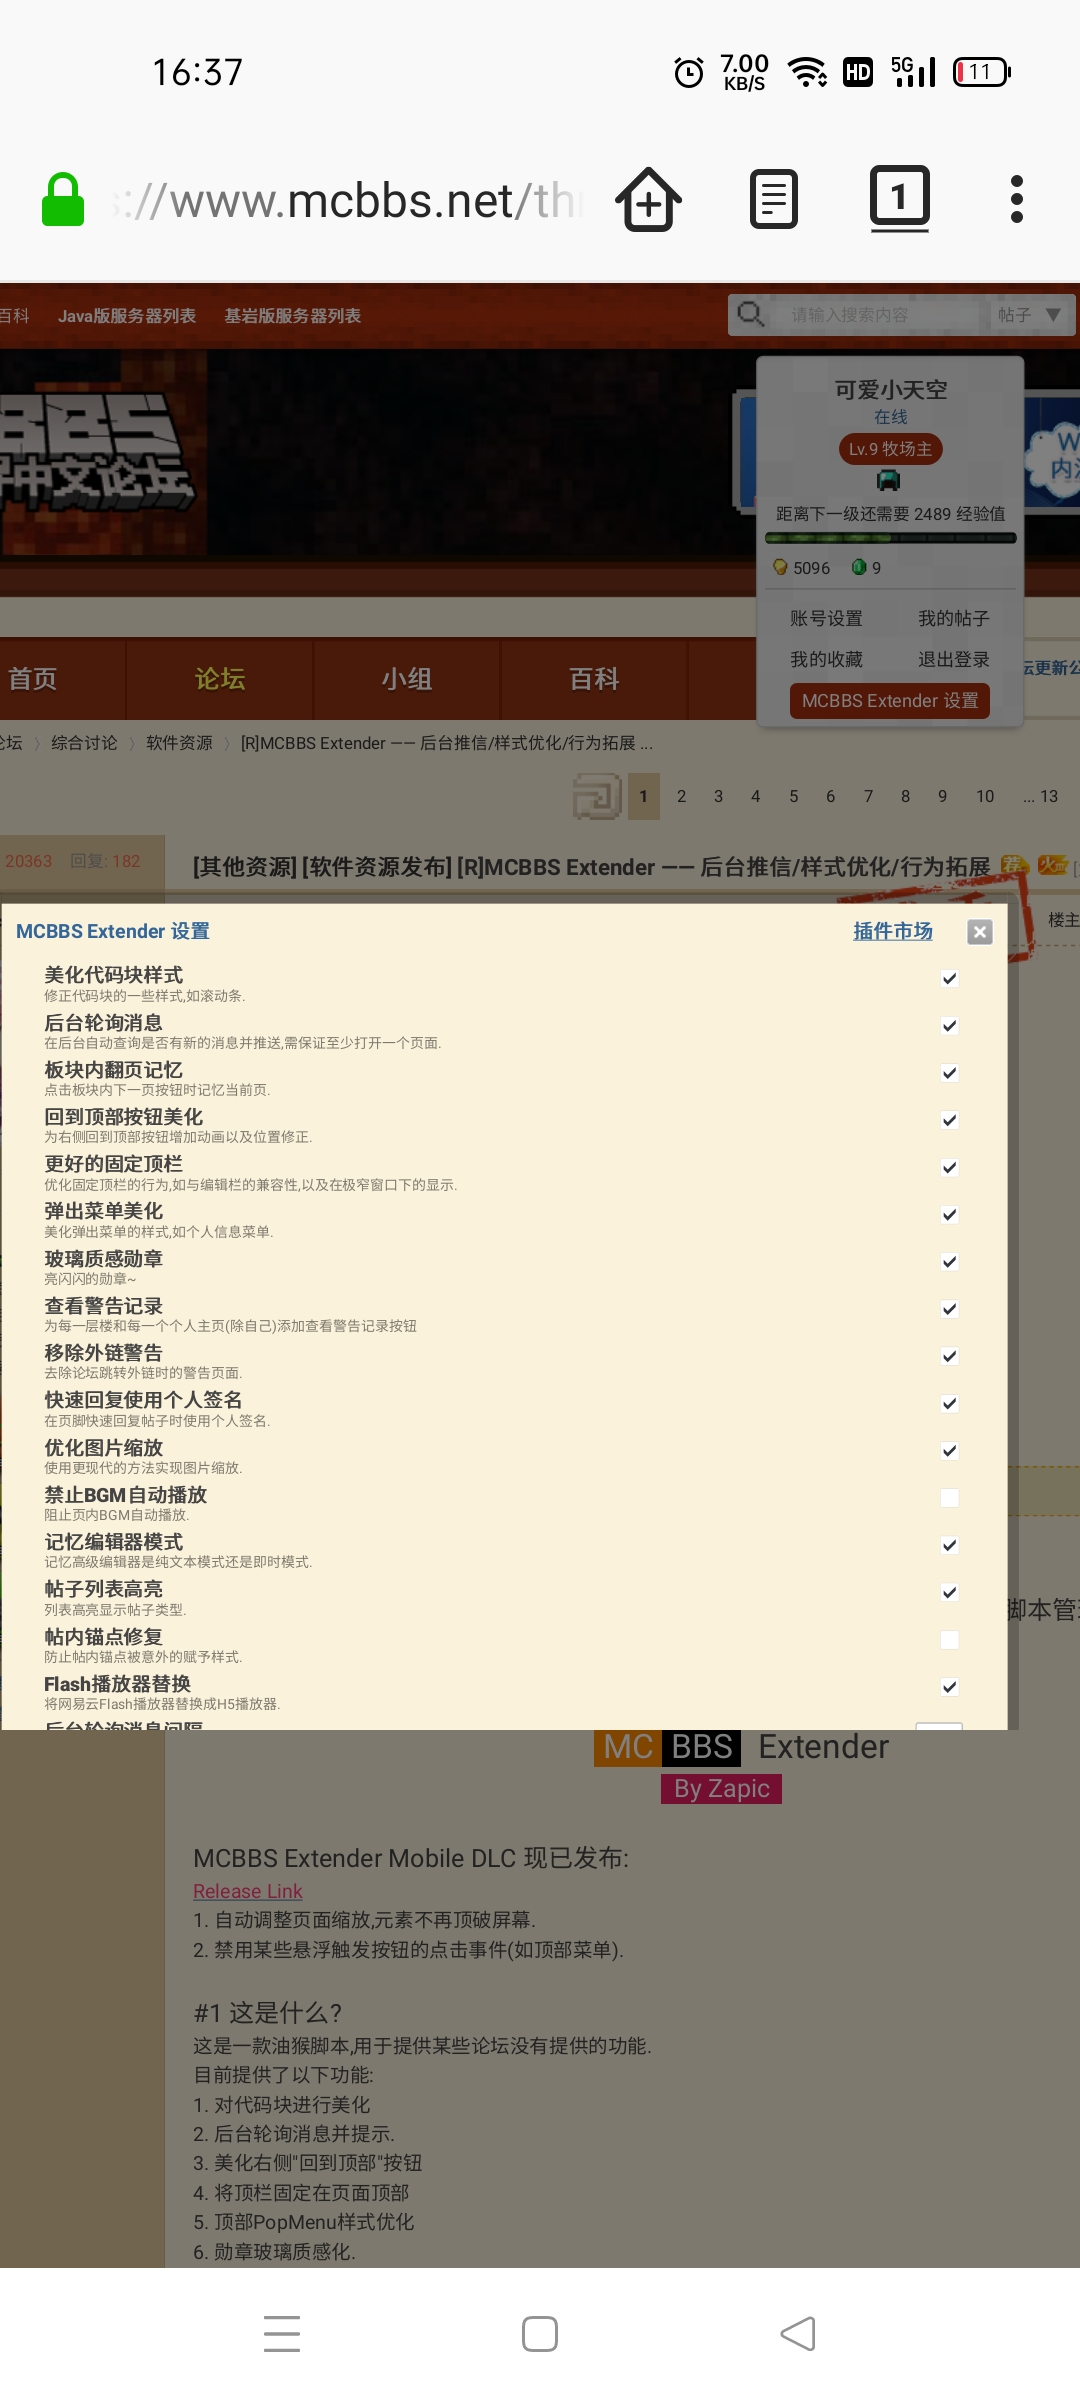 16:37
7.00
KB/S
HD
5G
11
://www.mcbbs.net/th
1
百科
Java版服务器列表
基岩版服务器列表
请输入搜索内容
帖子
可爱小天空
在线
Lv.9 牧场主
距离下一级还需要 2489 经验值
5096
9
账号设置
我的帖子
我的收藏
退出登录
MCBBS Extender 设置
BBS
中文论坛
坛更新公
首页
论坛
小组
百科
论坛 〉 综合讨论 〉 软件资源 〉 [R]MCBBS Extender —— 后台推信/样式优化/行为拓展 ...
1 2 3 4 5 6 7 8 9 10 ... 13
20363 回复: 182
[其他资源] [软件资源发布] [R]MCBBS Extender —— 后台推信/样式优化/行为拓展
荐
火
楼主
MCBBS Extender 设置
插件市场
美化代码块样式
修正代码块的一些样式,如滚动条.
后台轮询消息
在后台自动查询是否有新的消息并推送,需保证至少打开一个页面.
板块内翻页记忆
点击板块内下一页按钮时记忆当前页.
回到顶部按钮美化
为右侧回到顶部按钮增加动画以及位置修正.
更好的固定顶栏
优化固定顶栏的行为,如与编辑栏的兼容性,以及在极窄窗口下的显示.
弹出菜单美化
美化弹出菜单的样式,如个人信息菜单.
玻璃质感勋章
亮闪闪的勋章~
查看警告记录
为每一层楼和每一个个人主页(除自己)添加查看警告记录按钮
移除外链警告
去除论坛跳转外链时的警告页面.
快速回复使用个人签名
在页脚快速回复帖子时使用个人签名.
优化图片缩放
使用更现代的方法实现图片缩放.
禁止BGM自动播放
阻止页内BGM自动播放.
记忆编辑器模式
记忆高级编辑器是纯文本模式还是即时模式.
帖子列表高亮
列表高亮显示帖子类型.
帖内锚点修复
防止帖内锚点被意外的赋予样式.
脚本管
Flash播放器替换
将网易云Flash播放器替换成H5播放器.
后台轮询消息间隔
MC BBS Extender
By Zapic
MCBBS Extender Mobile DLC 现已发布:
Release Link
1. 自动调整页面缩放,元素不再顶破屏幕.
2. 禁用某些悬浮触发按钮的点击事件(如顶部菜单).
#1 这是什么?
这是一款油猴脚本,用于提供某些论坛没有提供的功能.
目前提供了以下功能:
1. 对代码块进行美化
2. 后台轮询消息并提示.
3. 美化右侧"回到顶部"按钮
4. 将顶栏固定在页面顶部
5. 顶部PopMenu样式优化
6. 勋章玻璃质感化.